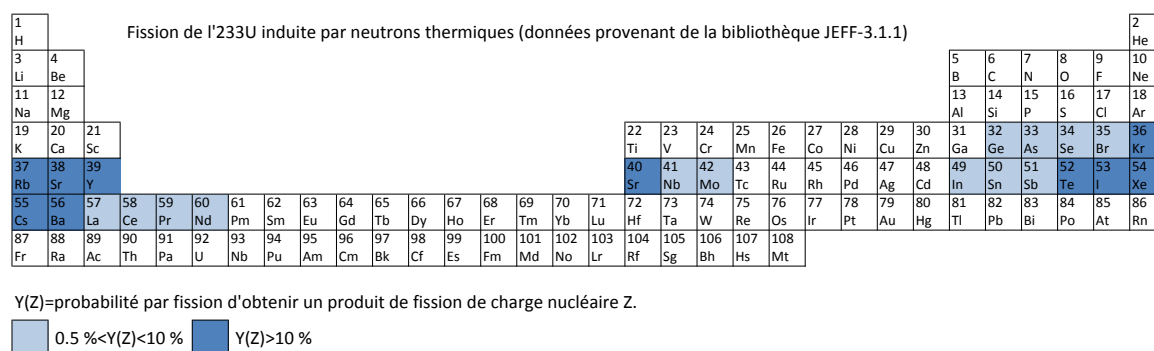 1 2
H Fission de l'233U induite par neutrons thermiques (données provenant de la bibliothèque JEFF-3.1.1) He
3 4 5 6 7 8 9 10
Li Be B C N O F Ne
11 12 13 14 15 16 17 18
Na Mg Al Si P S Cl Ar
19 20 21 22 23 24 25 26 27 28 29 30 31 32 33 34 35 36
K Ca Sc Ti V Cr Mn Fe Co Ni Cu Zn Ga Ge As Se Br Kr
37 38 39 40 41 42 43 44 45 46 47 48 49 50 51 52 53 54
Rb Sr Y Sr Nb Mo Tc Ru Rh Pd Ag Cd In Sn Sb Te I Xe
55 56 57 58 59 60 61 62 63 64 65 66 67 68 69 70 71 72 73 74 75 76 77 78 79 80 81 82 83 84 85 86
Cs Ba La Ce Pr Nd Pm Sm Eu Gd Tb Dy Ho Er Tm Yb Lu Hf Ta W Re Os Ir Pt Au Hg Tl Pb Bi Po At Rn
87 88 89 90 91 92 93 94 95 96 97 98 99 100 101 102 103 104 105 106 107 108
Fr Ra Ac Th Pa U Nb Pu Am Cm Bk Cf Es Fm Md No Lr Rf Sg Bh Hs Mt
Y(Z)=probabilité par fission d'obtenir un produit de fission de charge nucléaire Z.
0.5 %<Y(Z)<10 % Y(Z)>10 %